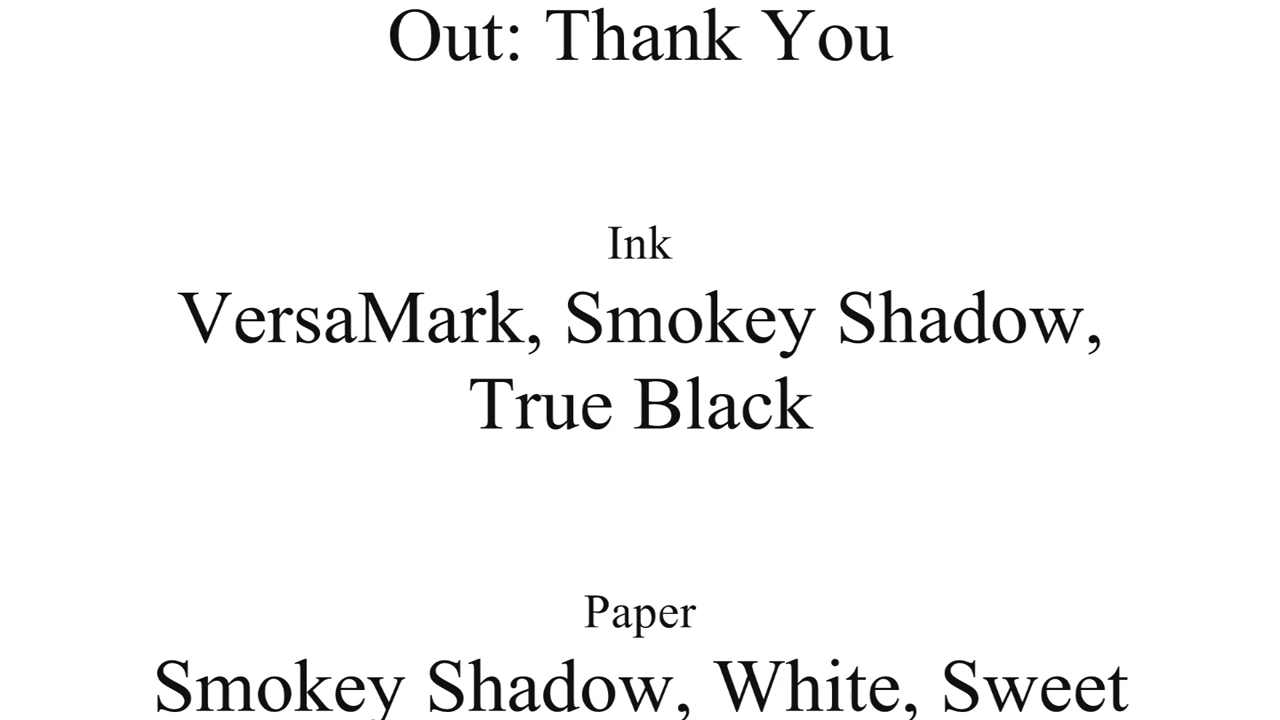 Out: Thank You
Ink
VersaMark, Smokey Shadow,
True Black
Paper
Smokey Shadow, White, Sweet